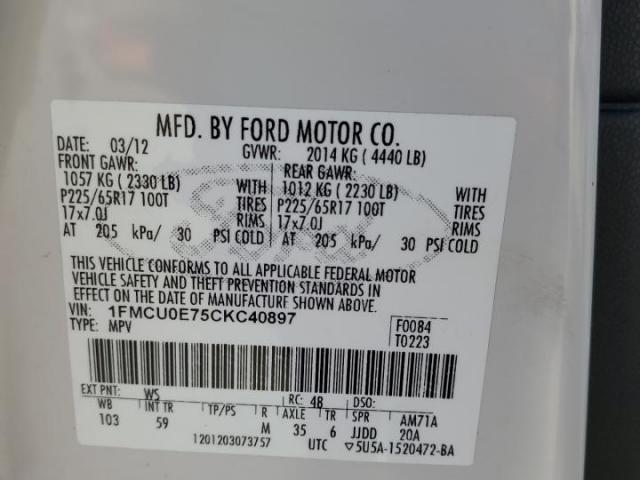 MFD. BY FORD MOTOR CO.
DATE: 03/12 GVWR: 2014 KG ( 4440 LB)
FRONT GAWR: REAR GAWR:
1057 KG ( 2330 LB) WITH 1012 KG ( 2230 LB) WITH
P225/65R17 100T TIRES P225/65R17 100T TIRES
17x7.0J RIMS 17x7.0J RIMS
AT 205 kPa/ 30 PSI COLD AT 205 kPa/ 30 PSI COLD
THIS VEHICLE CONFORMS TO ALL APPLICABLE FEDERAL MOTOR
VEHICLE SAFETY AND THEFT PREVENTION STANDARDS IN
EFFECT ON THE DATE OF MANUFACTURE SHOWN ABOVE.
VIN: 1FMCU0E75CKC40897 F0084
TYPE: MPV T0223
EXT PNT: WS RC: 48 DSO:
WB INT TR TP/PS R AXLE TR SPR AM71A
103 59 M 35 6 JJDD 20A
1201203073757 UTC ▽5U5A-1520472-BA